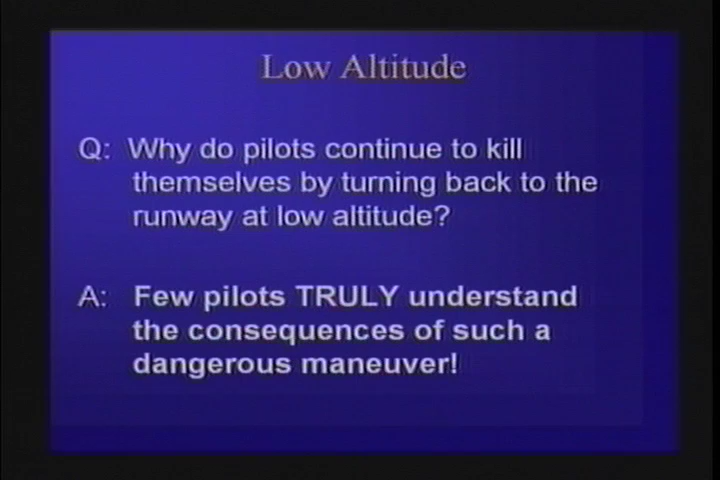 Low Altitude
Q: Why do pilots continue to kill
themselves by turning back to the
runway at low altitude?
A: Few pilots TRULY understand
the consequences of such a
dangerous maneuver!